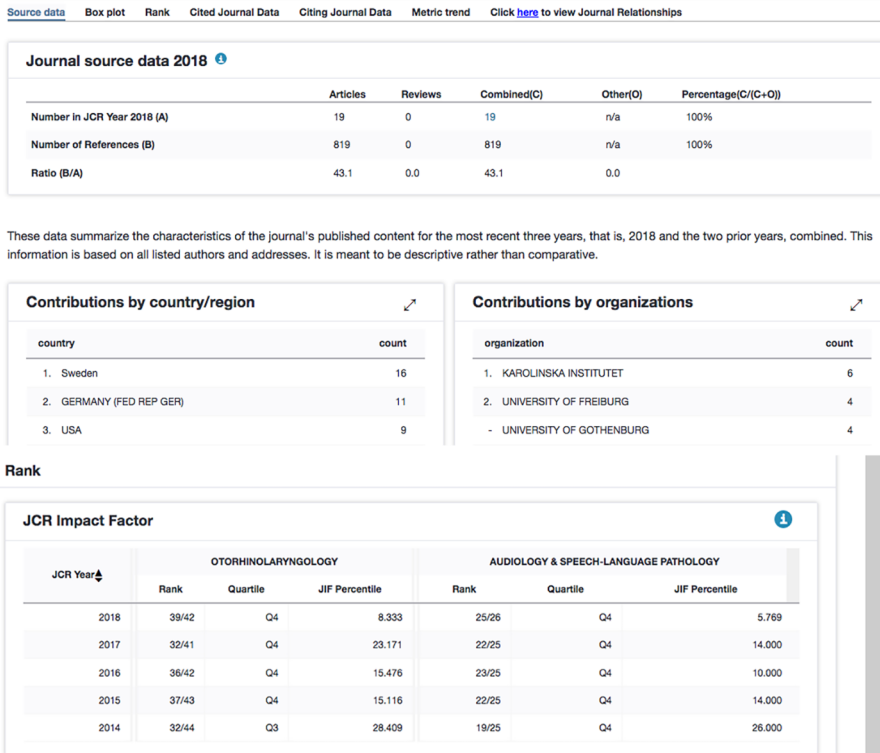 Source data Box plot Rank Cited Journal Data Citing Journal Data Metric trend Click here to view Journal Relationships
Journal source data 2018
Articles Reviews Combined(C) Other(O) Percentage(C/(C+O))
Number in JCR Year 2018 (A) 19 0 19 n/a 100%
Number of References (B) 819 0 819 n/a 100%
Ratio (B/A) 43.1 0.0 43.1 0.0
These data summarize the characteristics of the journal's published content for the most recent three years, that is, 2018 and the two prior years, combined. This
information is based on all listed authors and addresses. It is meant to be descriptive rather than comparative.
Contributions by country/region
country count
1. Sweden 16
2. GERMANY (FED REP GER) 11
3. USA 9
Contributions by organizations
organization count
1. KAROLINSKA INSTITUTET 6
2. UNIVERSITY OF FREIBURG 4
- UNIVERSITY OF GOTHENBURG 4
Rank
JCR Impact Factor
JCR Year OTORHINOLARYNGOLOGY AUDIOLOGY & SPEECH-LANGUAGE PATHOLOGY
Rank Quartile JIF Percentile Rank Quartile JIF Percentile
2018 39/42 Q4 8.333 25/26 Q4 5.769
2017 32/41 Q4 23.171 22/25 Q4 14.000
2016 36/42 Q4 15.476 23/25 Q4 10.000
2015 37/43 Q4 15.116 22/25 Q4 14.000
2014 32/44 Q3 28.409 19/25 Q4 26.000